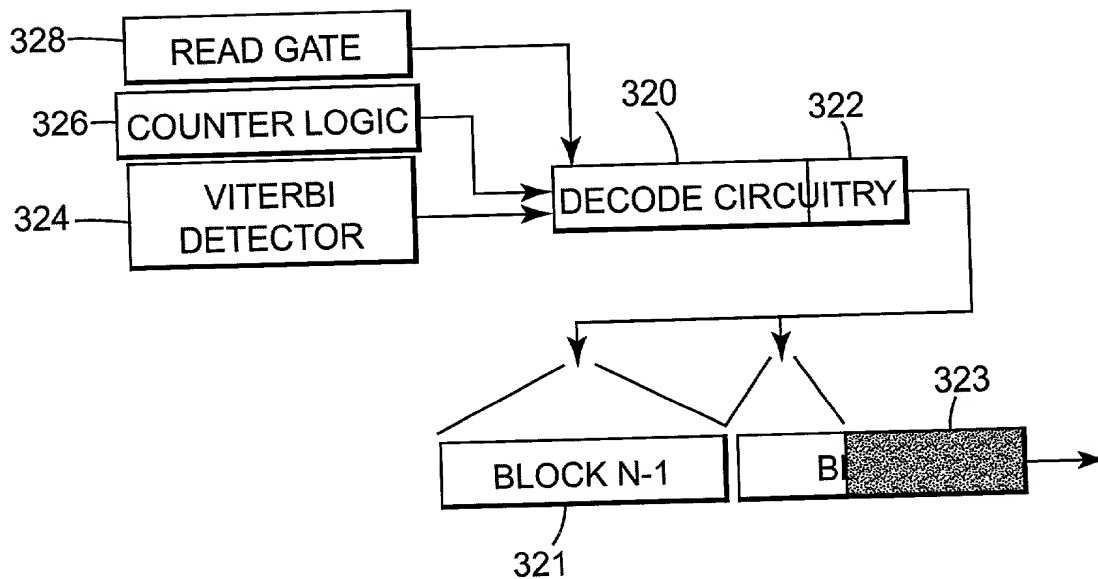 328
READ GATE
326
COUNTER LOGIC
324
VITERBI
DETECTOR
320
322
DECODE CIRCUITRY
323
BLOCK N-1
321